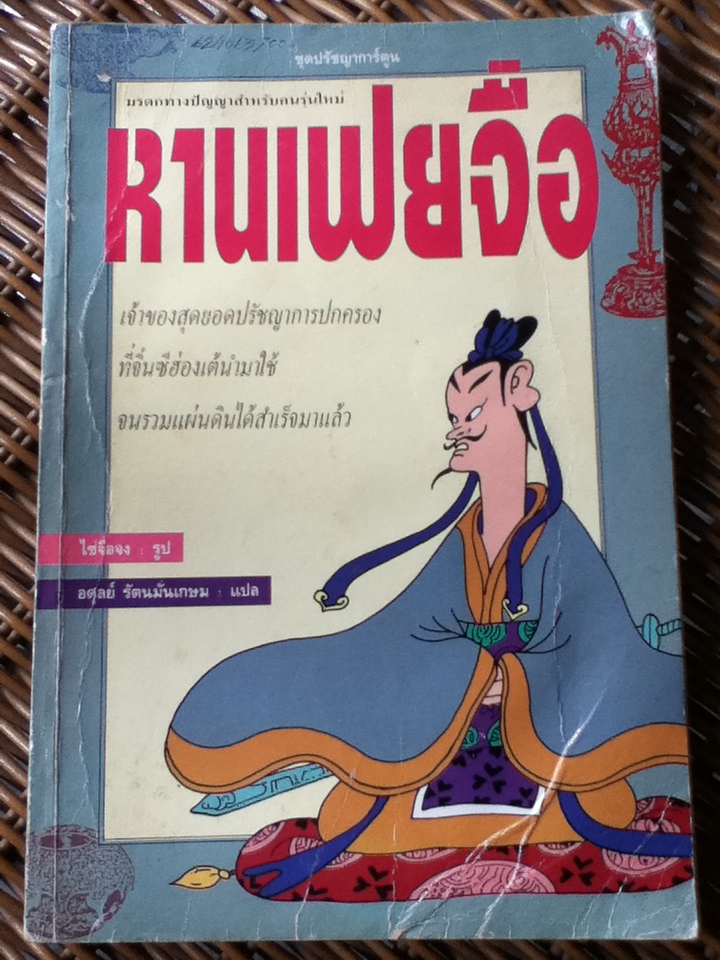 ชุดปรัชญาการ์ตูน
มรดกทางปัญญาสำหรับคนรุ่นใหม่
หานเฟยจื่อ
เจ้าของสุดยอดปรัชญาการปกครอง
ที่จิ๋นซีฮ่องเต้นำมาใช้
จนรวมแผ่นดินได้สำเร็จมาแล้ว
ไช่จื้อจง : รูป
อดุลย์ รัตนมั่นเกษม : แปล